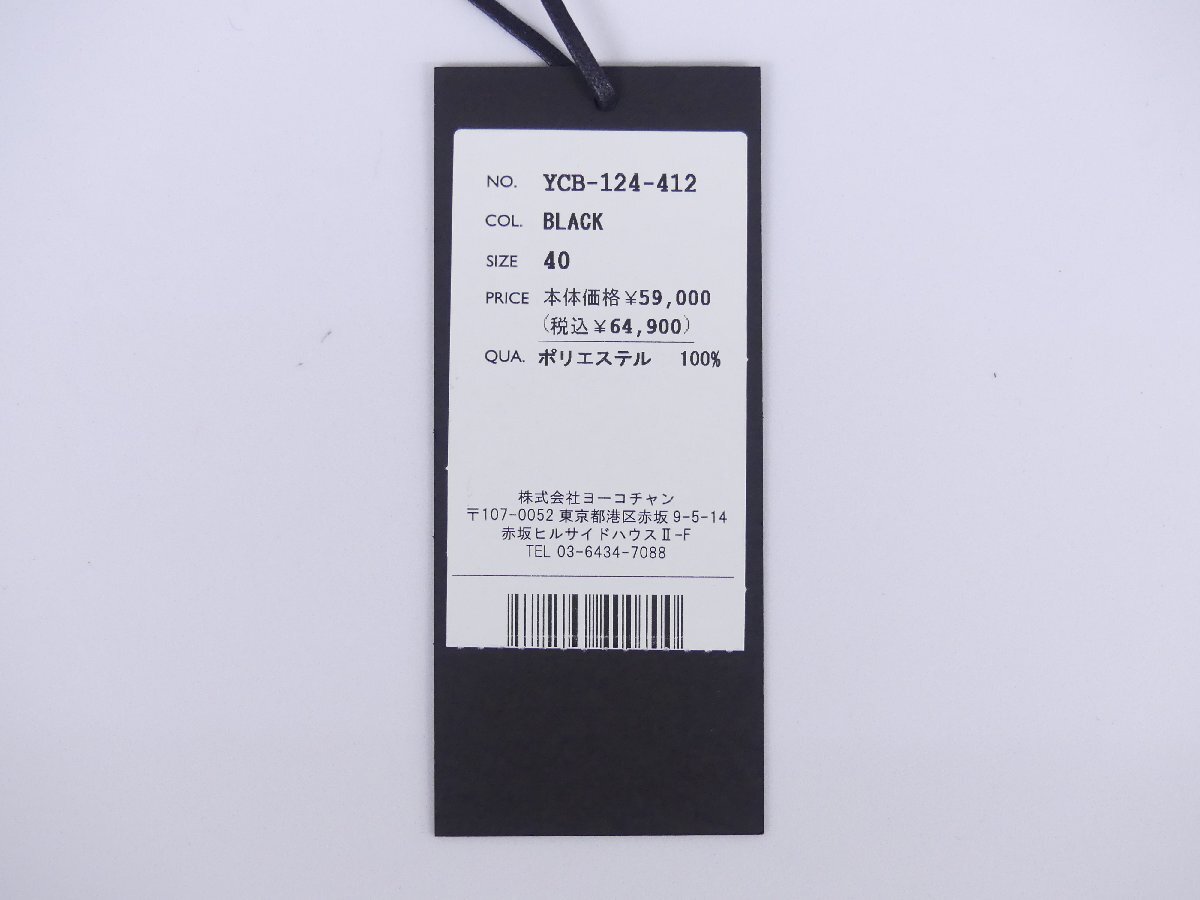 NO. YCB-124-412
COL. BLACK
SIZE 40
PRICE 本体価格¥59,000
(税込¥64,900)
QUA. ポリエステル 100%
株式会社ヨーコチャン
〒107-0052 東京都港区赤坂 9-5-14
赤坂ヒルサイドハウスⅡ-F
TEL 03-6434-7088